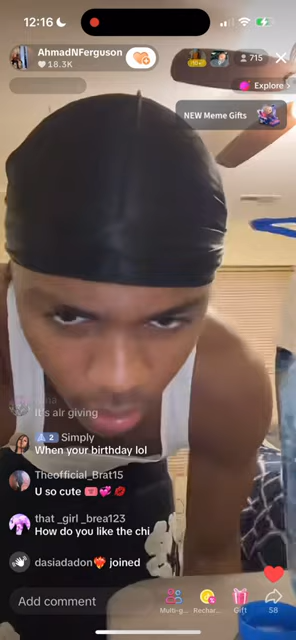 12:16
AhmadNFerguson
18.3K
715
Explore >
NEW Meme Gifts
It's alr giving
2 Simply
When your birthday lol
Theofficial_Brat15
U so cute
that _girl _brea123
How do you like the chi
dasiadadon joined
Add comment
Multi-g...
Rechar...
Gift
58